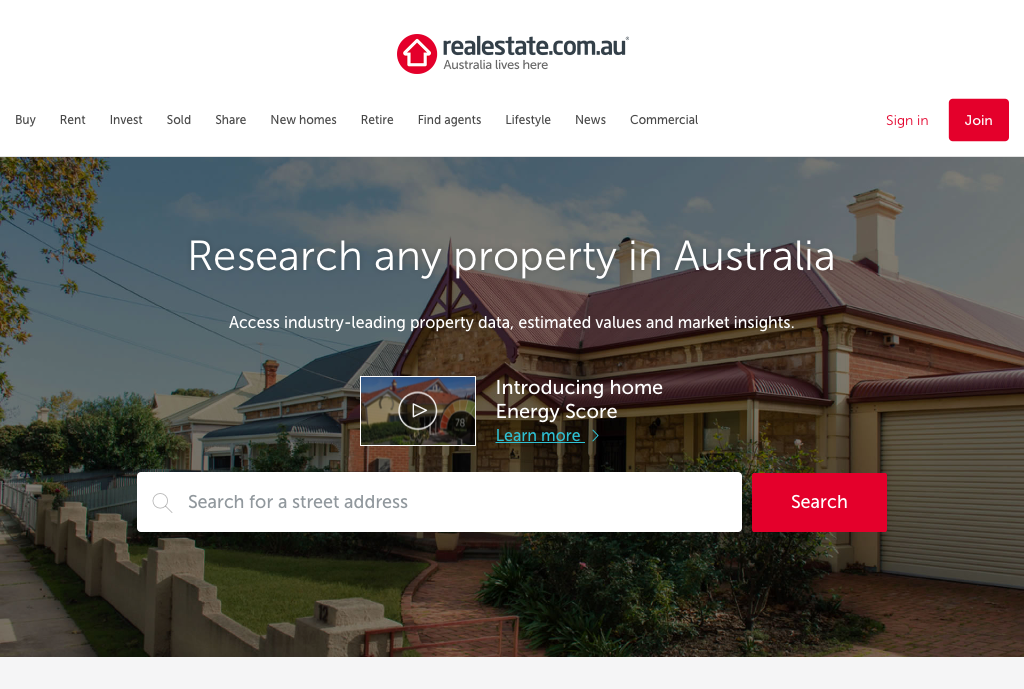 realestate.com.au
Australia lives here
Buy Rent Invest Sold Share New homes Retire Find agents Lifestyle News Commercial Sign in Join
Research any property in Australia
Access industry-leading property data, estimated values and market insights.
78
Introducing home
Energy Score
Learn more
Search for a street address Search